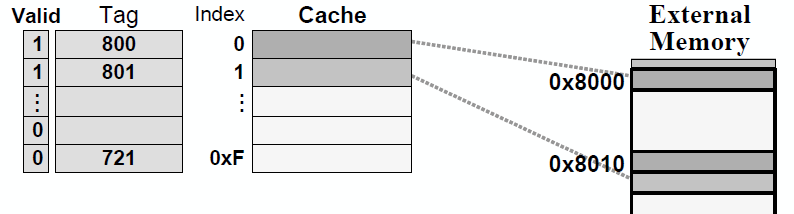 Valid Tag Index Cache External Memory
1 800 0
1 801 1 0x8000
⋮ ⋮
0 0x8010
0 721 0xF